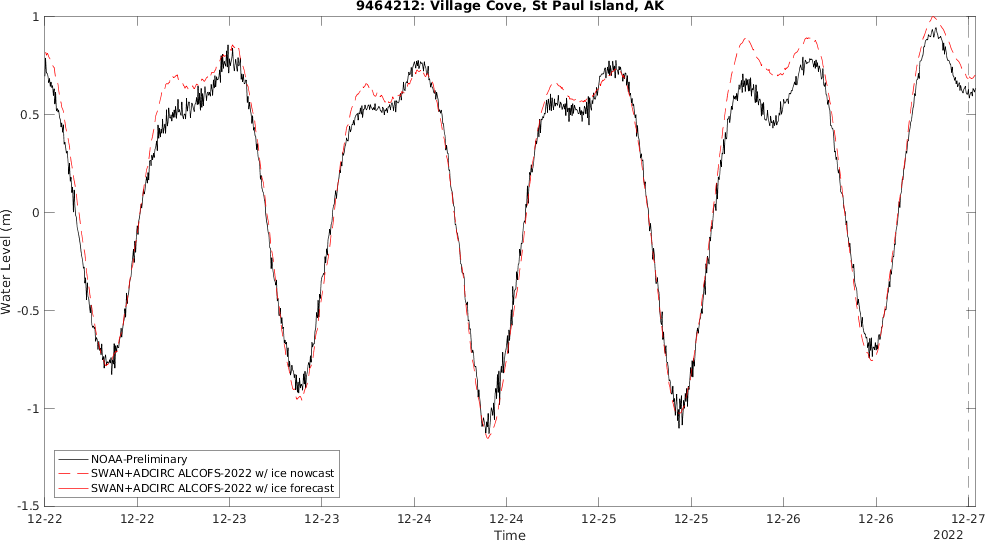 9464212: Village Cove, St Paul Island, AK
1
0.5
0
-0.5
-1
-1.5
Water Level (m)
NOAA-Preliminary
SWAN+ADCIRC ALCOFS-2022 w/ ice nowcast
SWAN+ADCIRC ALCOFS-2022 w/ ice forecast
12-22 12-22 12-23 12-23 12-24 12-24 12-25 12-25 12-26 12-26 12-27
Time
2022